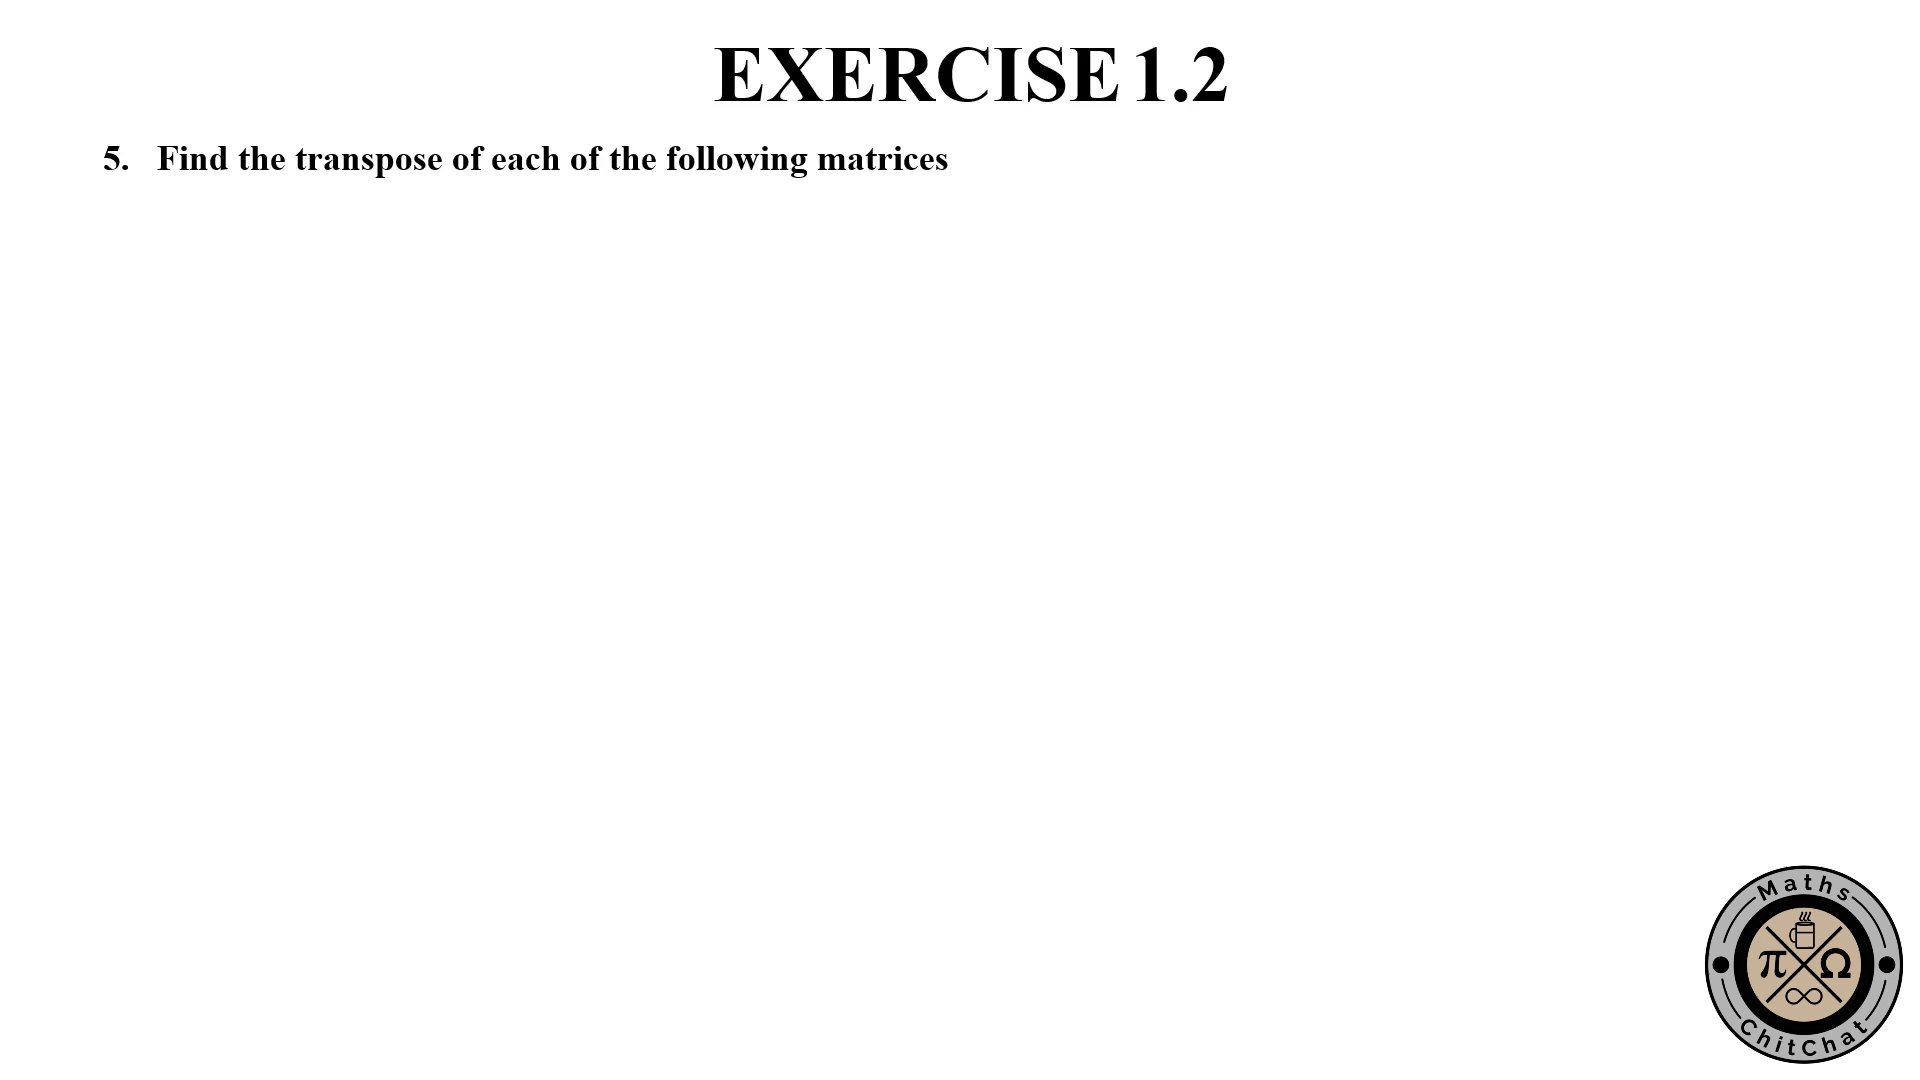 EXERCISE 1.2
5. Find the transpose of each of the following matrices
Maths
π Ω
ChitChat